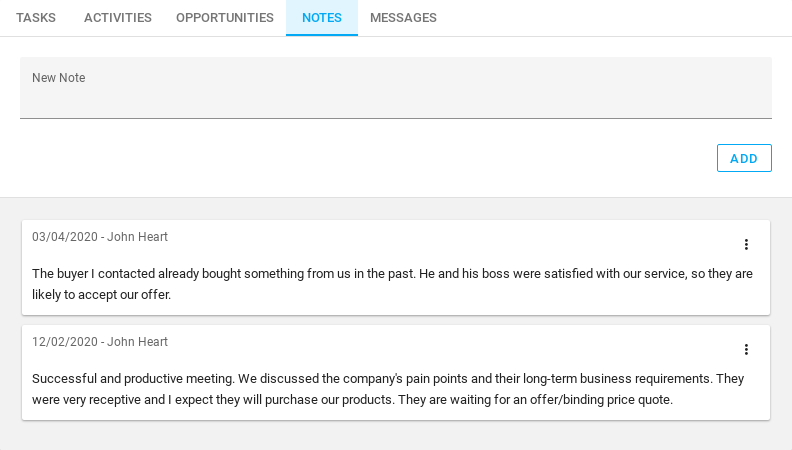 TASKS ACTIVITIES OPPORTUNITIES NOTES MESSAGES
New Note
ADD
03/04/2020 - John Heart
The buyer I contacted already bought something from us in the past. He and his boss were satisfied with our service, so they are
likely to accept our offer.
12/02/2020 - John Heart
Successful and productive meeting. We discussed the company's pain points and their long-term business requirements. They
were very receptive and I expect they will purchase our products. They are waiting for an offer/binding price quote.